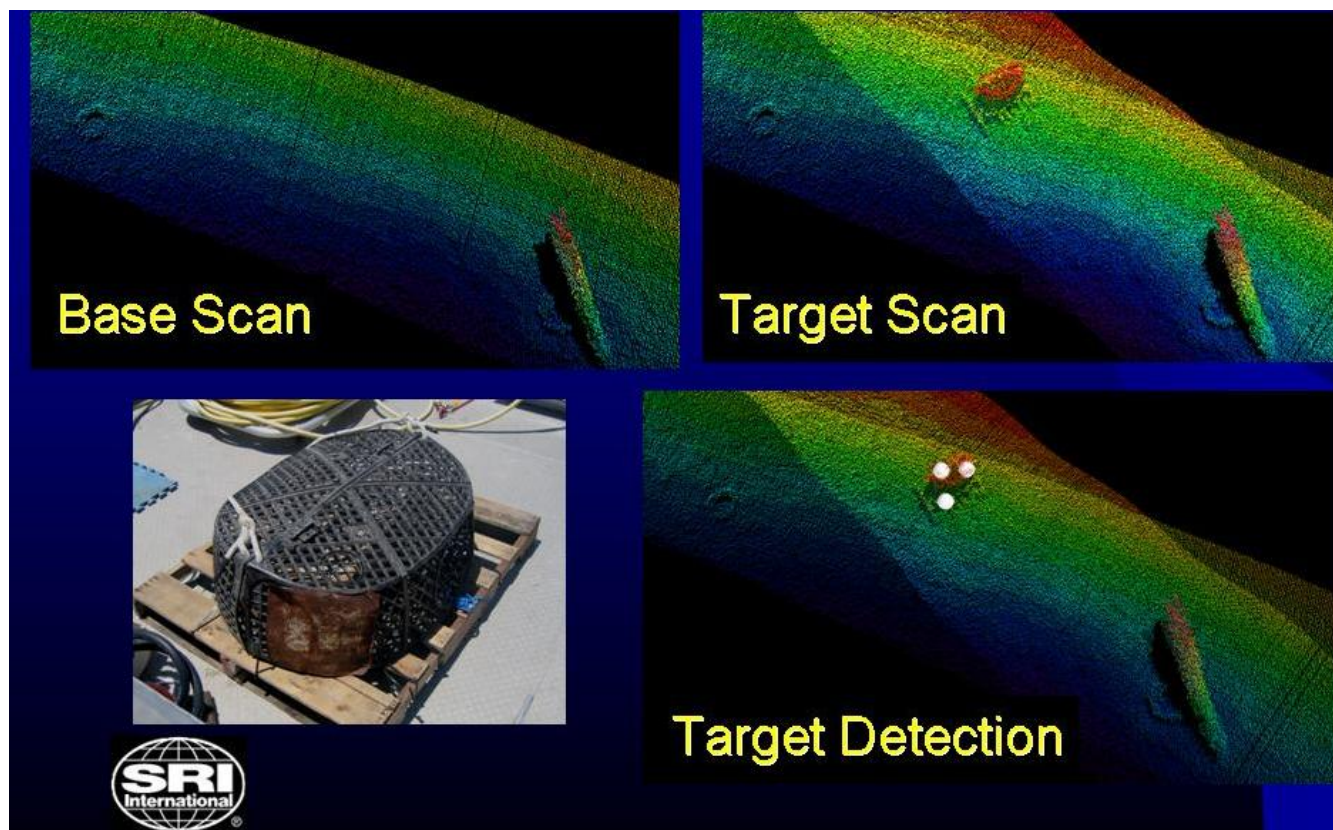 Base Scan
Target Scan
Target Detection
SRI
International
®